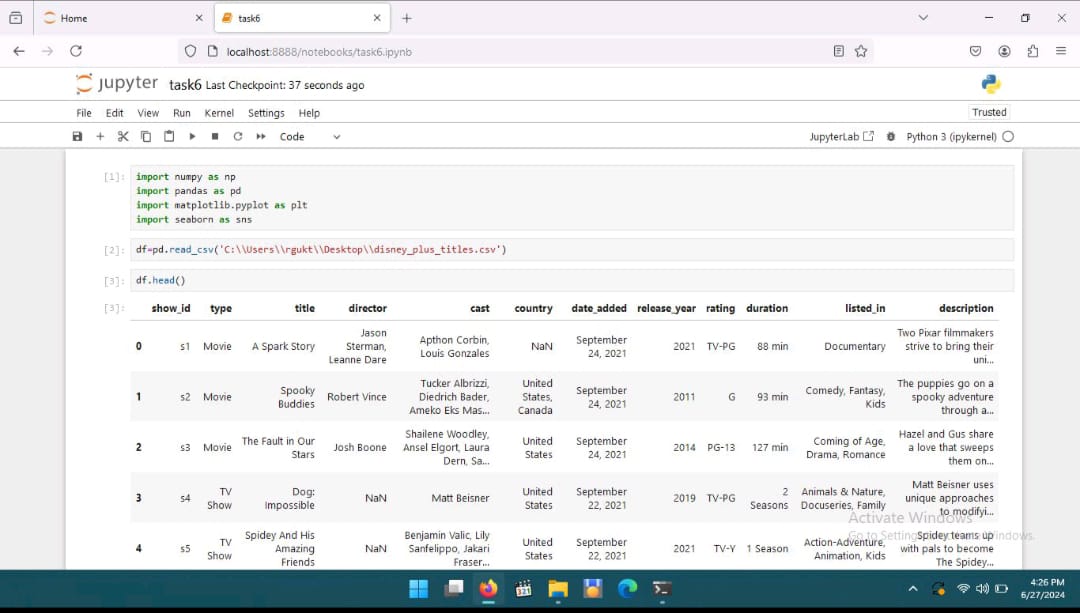 Home
task6
localhost:8888/notebooks/task6.ipynb
jupyter task6 Last Checkpoint: 37 seconds ago
File Edit View Run Kernel Settings Help
Trusted
Code
JupyterLab
Python 3 (ipykernel)
[1]: import numpy as np
import pandas as pd
import matplotlib.pyplot as plt
import seaborn as sns
[2]: df=pd.read_csv('C:\\Users\\rgukt\\Desktop\\disney_plus_titles.csv')
[3]: df.head()
[3]: show_id type title director cast country date_added release_year rating duration listed_in description
0 s1 Movie A Spark Story Jason Sterman, Leanne Dare Apthon Corbin, Louis Gonzales NaN September 24, 2021 2021 TV-PG 88 min Documentary Two Pixar filmmakers strive to bring their uni...
1 s2 Movie Spooky Buddies Robert Vince Tucker Albrizzi, Diedrich Bader, Ameko Eks Mas... United States, Canada September 24, 2021 2011 G 93 min Comedy, Fantasy, Kids The puppies go on a spooky adventure through a...
2 s3 Movie The Fault in Our Stars Josh Boone Shailene Woodley, Ansel Elgort, Laura Dern, Sa... United States September 24, 2021 2014 PG-13 127 min Coming of Age, Drama, Romance Hazel and Gus share a love that sweeps them on...
3 s4 TV Show Dog: Impossible NaN Matt Beisner United States September 22, 2021 2019 TV-PG 2 Seasons Animals & Nature, Docuseries, Family Matt Beisner uses unique approaches to modifyi...
4 s5 TV Show Spidey And His Amazing Friends NaN Benjamin Valic, Lily Sanfelippo, Jakari Fraser... United States September 22, 2021 2021 TV-Y 1 Season Action-Adventure, Animation, Kids Spidey teams up with pals to become The Spidey...
Activate Windows
Go to Settings
Windows.
321
4:26 PM
6/27/2024